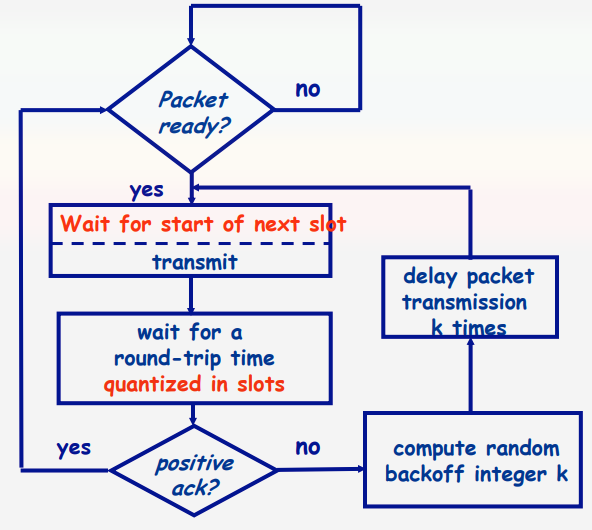 Packet
ready?
no
yes
Wait for start of next slot
transmit
delay packet
transmission
k times
wait for a
round-trip time
quantized in slots
yes
positive
ack?
no
compute random
backoff integer k